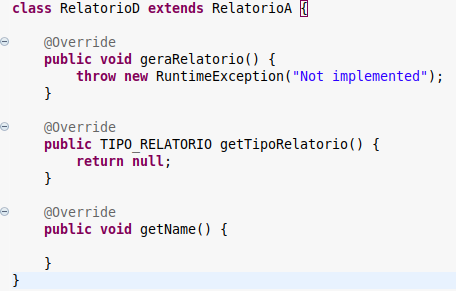 class RelatorioD extends RelatorioA {
@Override
public void geraRelatorio() {
throw new RuntimeException("Not implemented");
}
@Override
public TIPO_RELATORIO getTipoRelatorio() {
return null;
}
@Override
public void getName() {
}
}